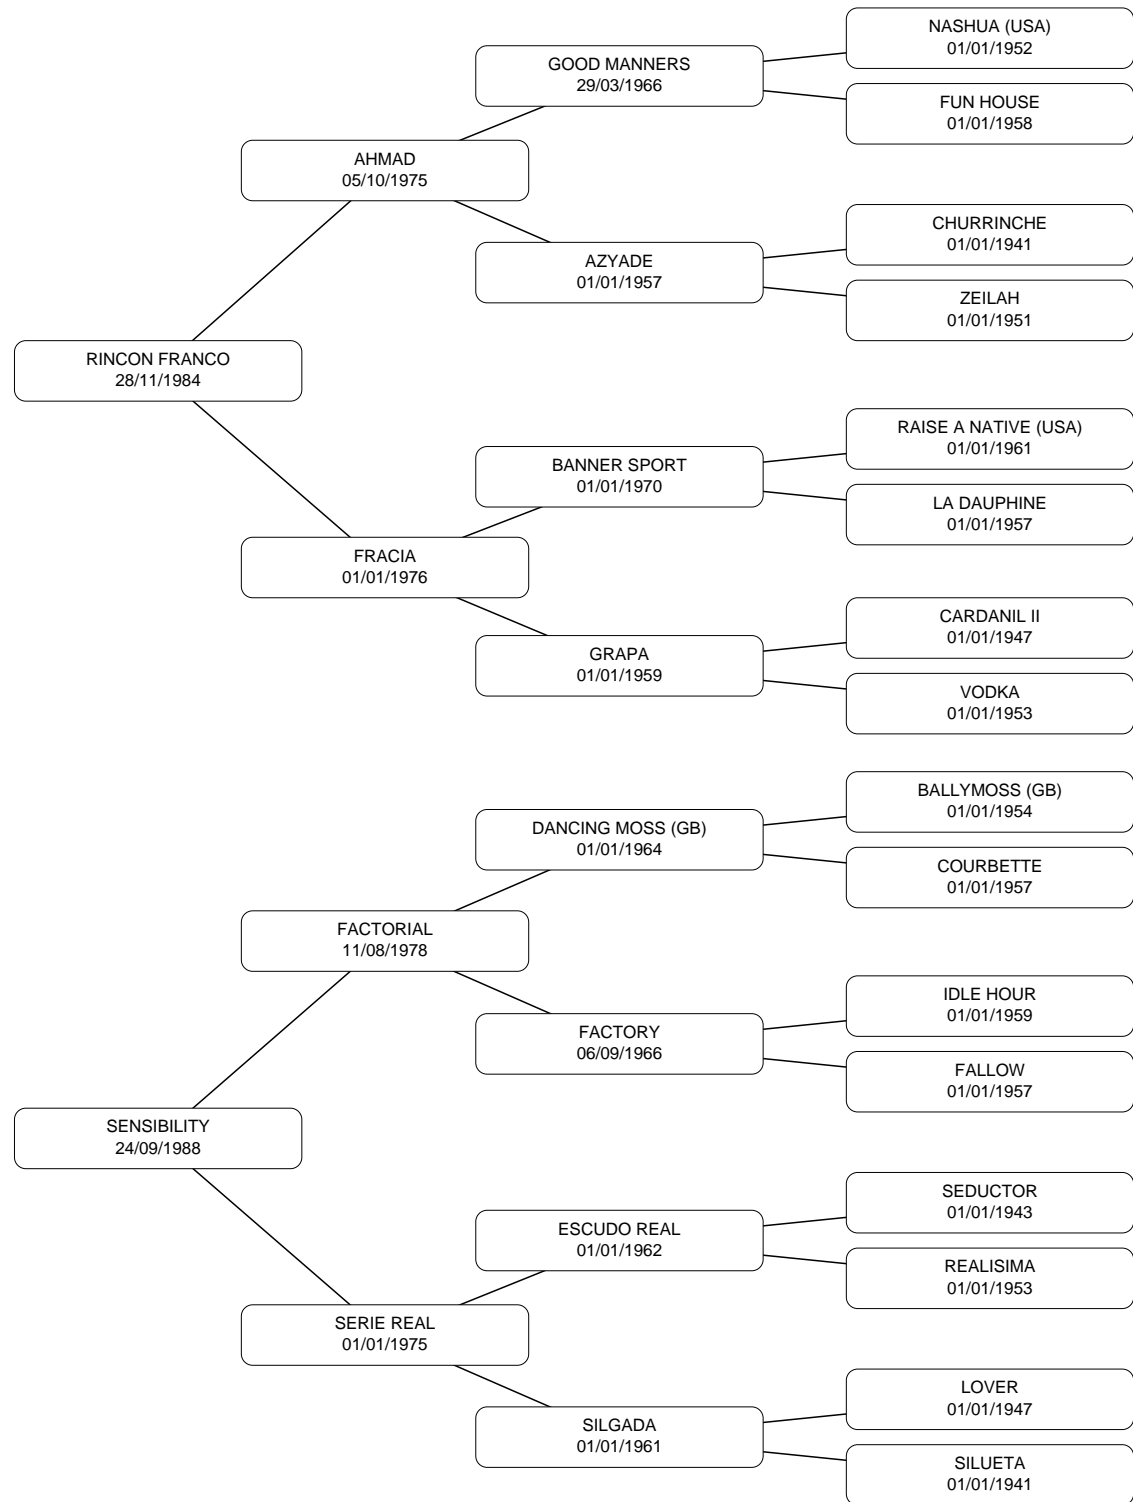 NASHUA (USA)
01/01/1952
GOOD MANNERS
29/03/1966
FUN HOUSE
01/01/1958
AHMAD
05/10/1975
CHURRINCHE
01/01/1941
AZYADE
01/01/1957
ZEILAH
01/01/1951
RINCON FRANCO
28/11/1984
RAISE A NATIVE (USA)
01/01/1961
BANNER SPORT
01/01/1970
LA DAUPHINE
01/01/1957
FRACIA
01/01/1976
CARDANIL II
01/01/1947
GRAPA
01/01/1959
VODKA
01/01/1953
BALLYMOSS (GB)
01/01/1954
DANCING MOSS (GB)
01/01/1964
COURBETTE
01/01/1957
FACTORIAL
11/08/1978
IDLE HOUR
01/01/1959
FACTORY
06/09/1966
FALLOW
01/01/1957
SENSIBILITY
24/09/1988
SEDUCTOR
01/01/1943
ESCUDO REAL
01/01/1962
REALISIMA
01/01/1953
SERIE REAL
01/01/1975
LOVER
01/01/1947
SILGADA
01/01/1961
SILUETA
01/01/1941